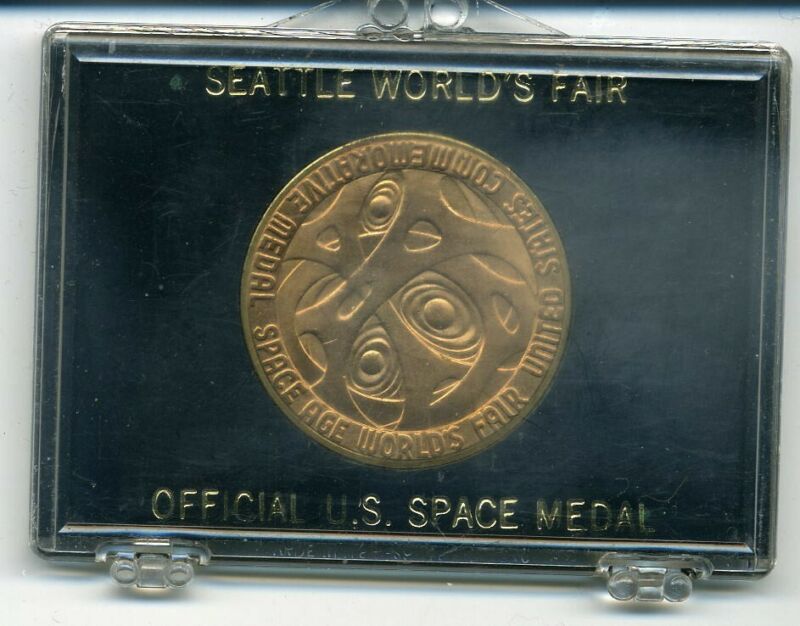 SEATTLE WORLD'S FAIR
SPACE AGE WORLD'S FAIR UNITED STATES COMMEMORATIVE MEDAL
OFFICIAL U.S. SPACE MEDAL